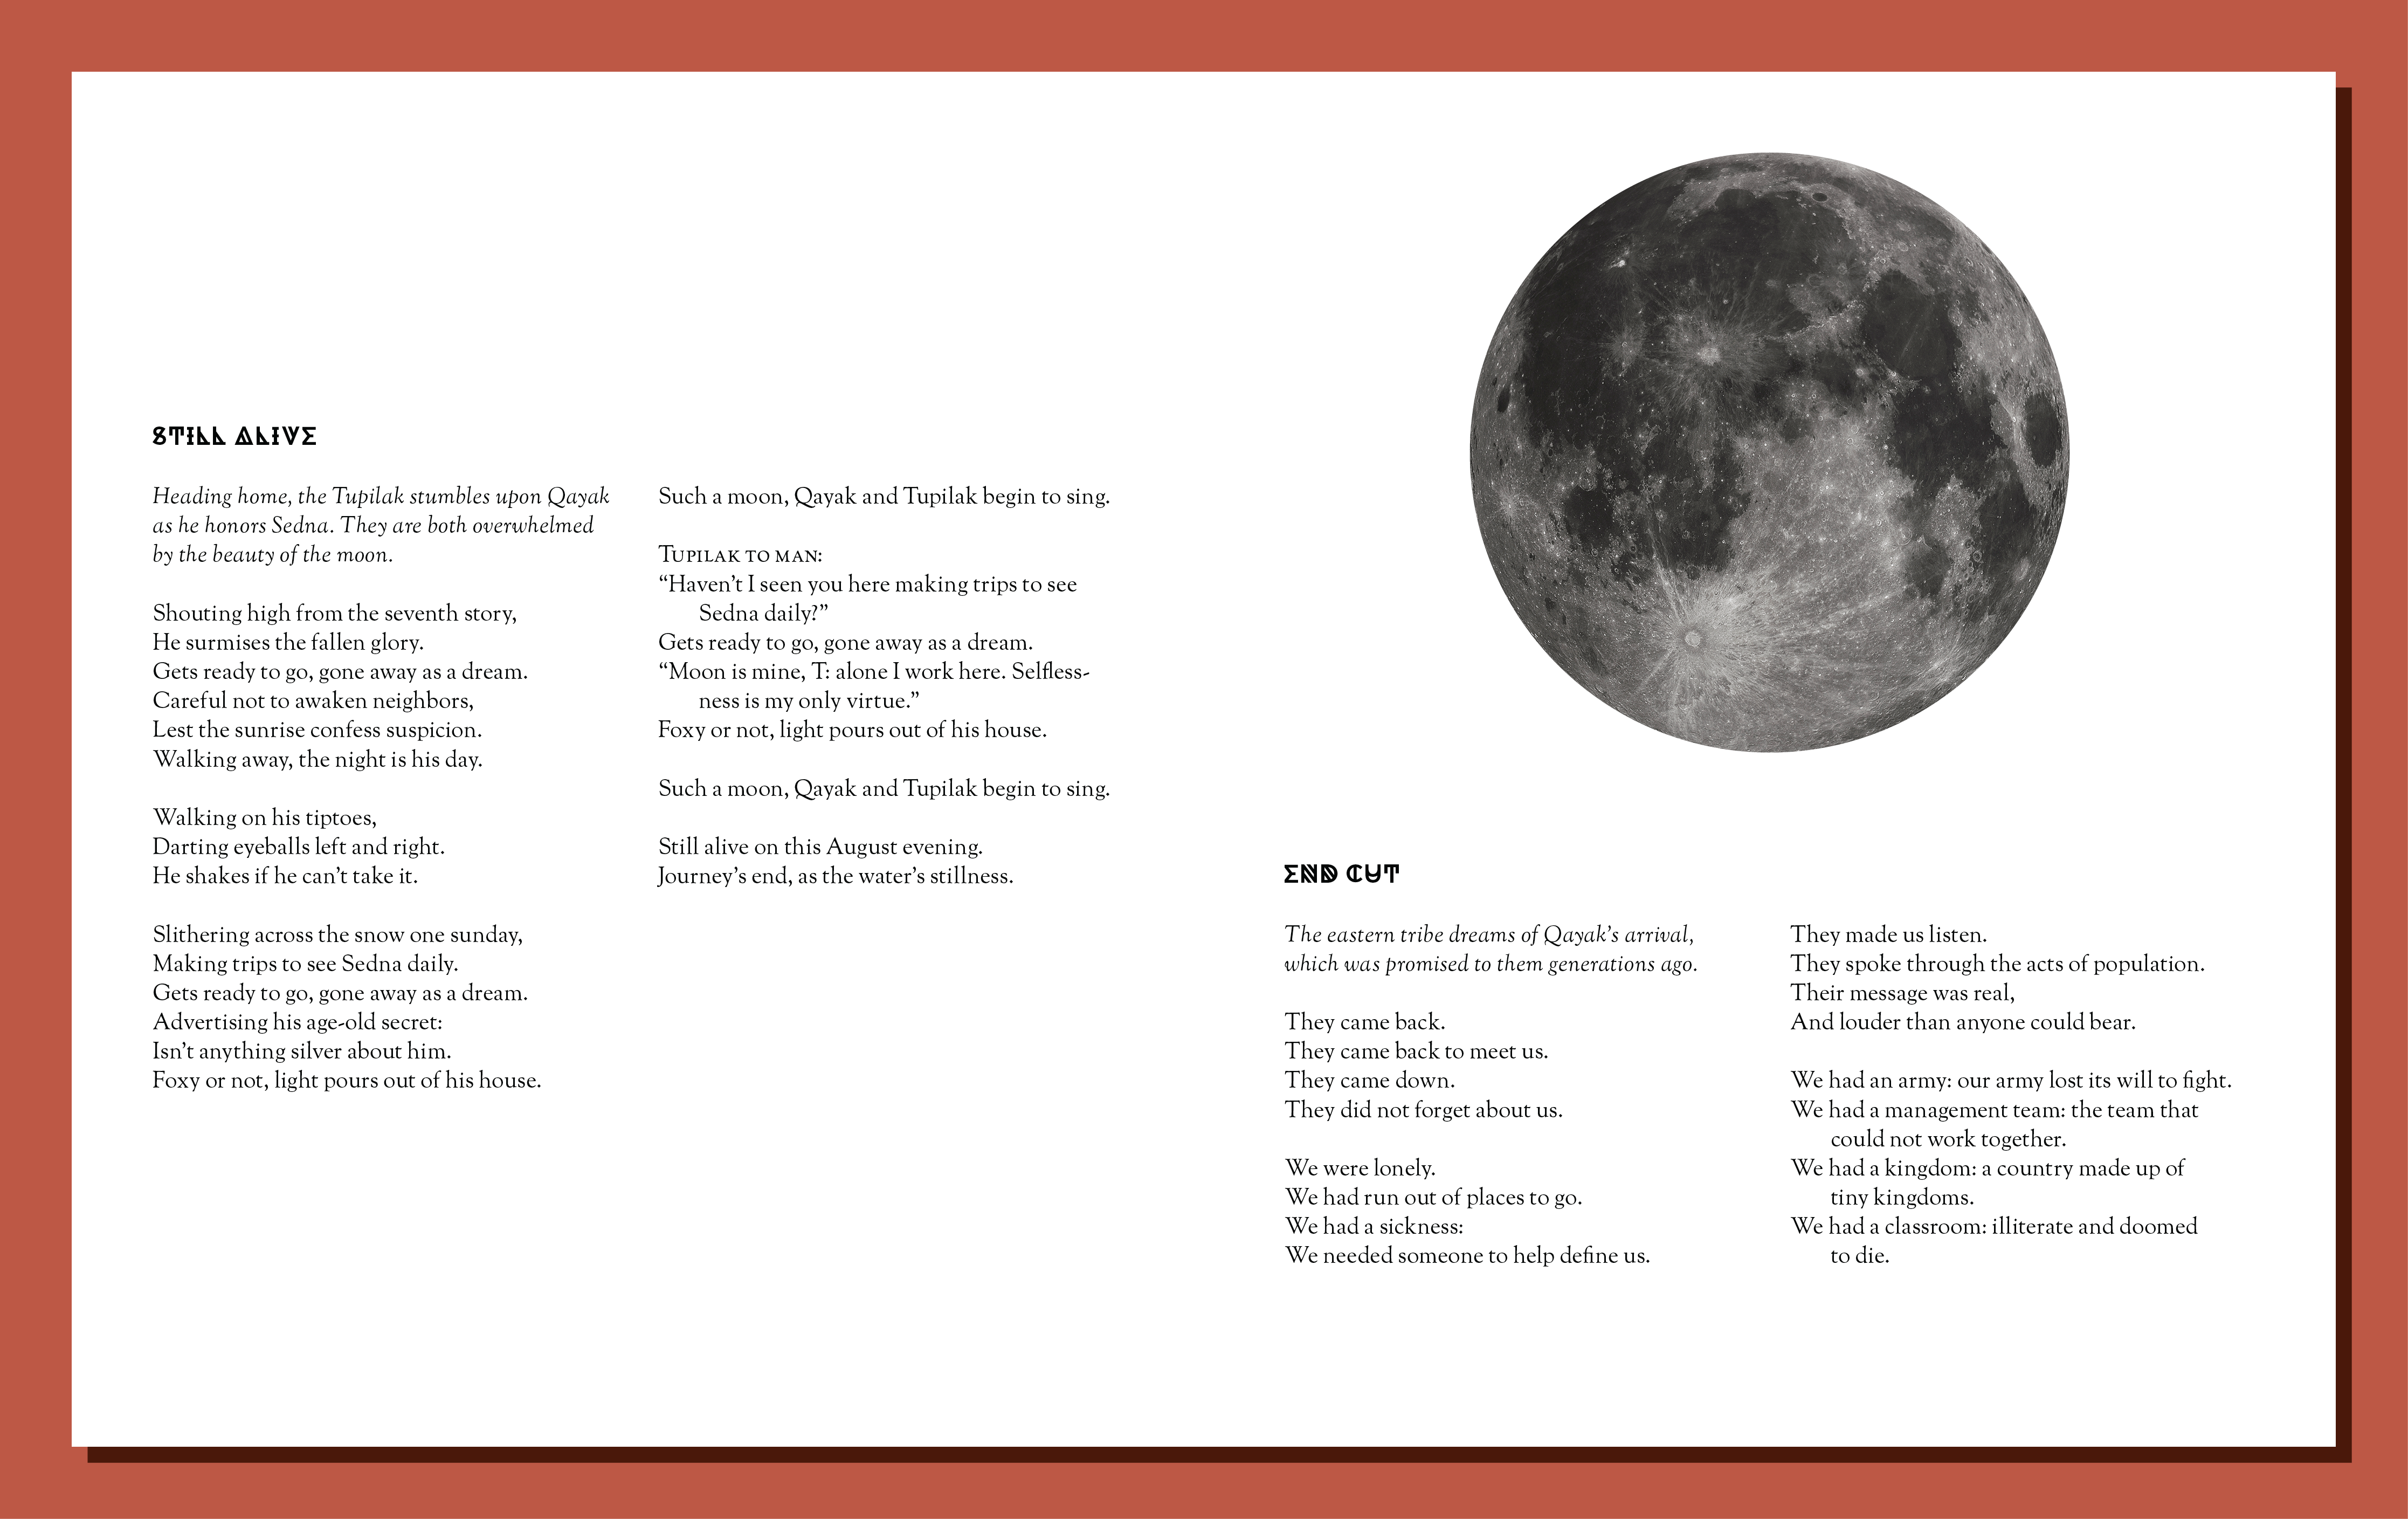 STILL ALIVE
Heading home, the Tupilak stumbles upon Qayak
as he honors Sedna. They are both overwhelmed
by the beauty of the moon.
Shouting high from the seventh story,
He surmises the fallen glory.
Gets ready to go, gone away as a dream.
Careful not to awaken neighbors,
Lest the sunrise confess suspicion.
Walking away, the night is his day.
Walking on his tiptoes,
Darting eyeballs left and right.
He shakes if he can’t take it.
Slithering across the snow one sunday,
Making trips to see Sedna daily.
Gets ready to go, gone away as a dream.
Advertising his age-old secret:
Isn’t anything silver about him.
Foxy or not, light pours out of his house.
Such a moon, Qayak and Tupilak begin to sing.
Tupilak to man:
“Haven’t I seen you here making trips to see
Sedna daily?”
Gets ready to go, gone away as a dream.
“Moon is mine, T: alone I work here. Selfless-
ness is my only virtue.”
Foxy or not, light pours out of his house.
Such a moon, Qayak and Tupilak begin to sing.
Still alive on this August evening.
Journey’s end, as the water’s stillness.
END CUT
The eastern tribe dreams of Qayak’s arrival,
which was promised to them generations ago.
They came back.
They came back to meet us.
They came down.
They did not forget about us.
We were lonely.
We had run out of places to go.
We had a sickness:
We needed someone to help define us.
They made us listen.
They spoke through the acts of population.
Their message was real,
And louder than anyone could bear.
We had an army: our army lost its will to fight.
We had a management team: the team that
could not work together.
We had a kingdom: a country made up of
tiny kingdoms.
We had a classroom: illiterate and doomed
to die.